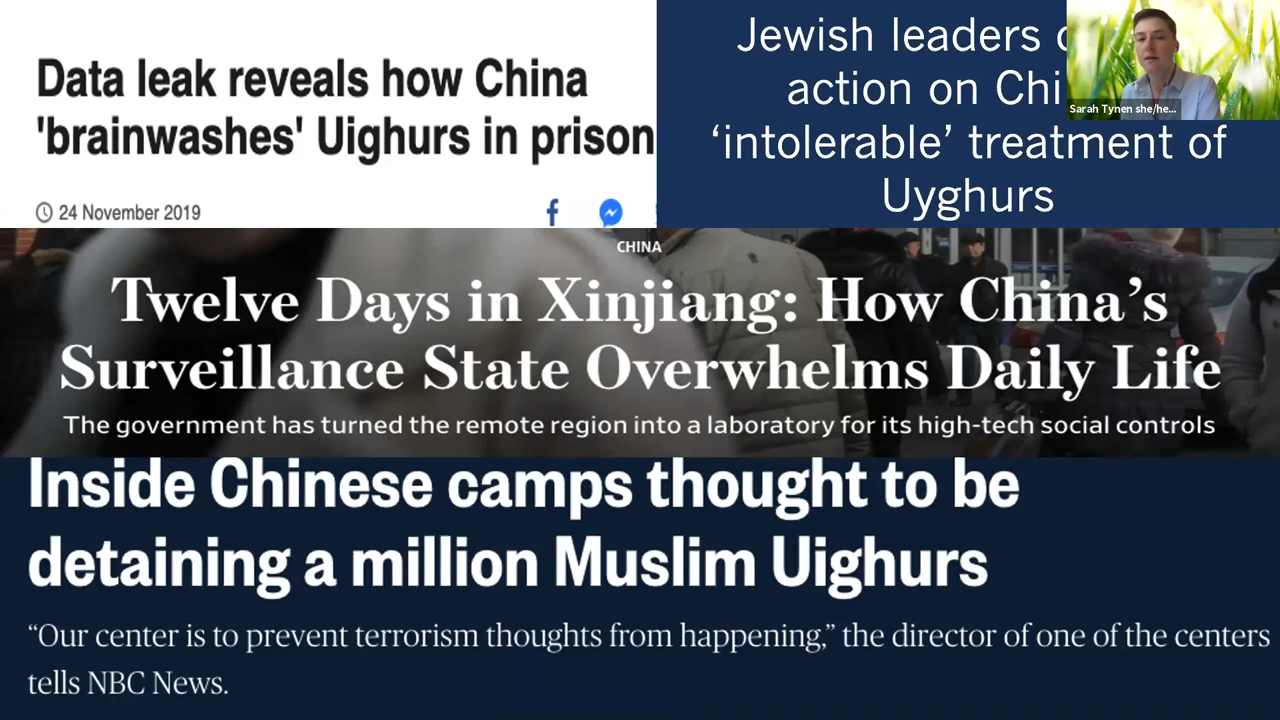 Data leak reveals how China
'brainwashes' Uighurs in prison
24 November 2019
Jewish leaders
action on Chi
‘intolerable’ treatment of
Uyghurs
Sarah Tynen she/he...
CHINA
Twelve Days in Xinjiang: How China’s
Surveillance State Overwhelms Daily Life
The government has turned the remote region into a laboratory for its high-tech social controls
Inside Chinese camps thought to be
detaining a million Muslim Uighurs
“Our center is to prevent terrorism thoughts from happening,” the director of one of the centers
tells NBC News.